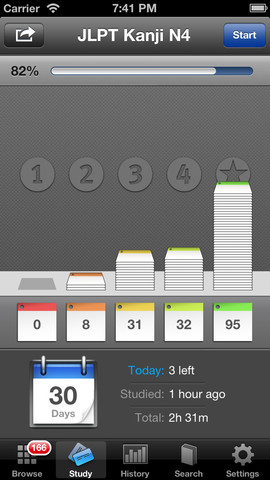 Carrier 7:41 PM
JLPT Kanji N4 Start
82%
1 2 3 4
0 8 31 32 95
30
Days
Today: 3 left
Studied: 1 hour ago
Total: 2h 31m
166
Browse Study History Search Settings